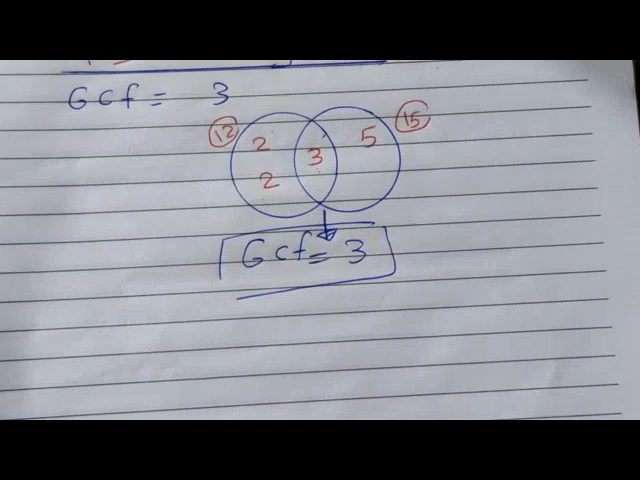 Gcf = 3
12 2 5 15
3
2
Gcf = 3